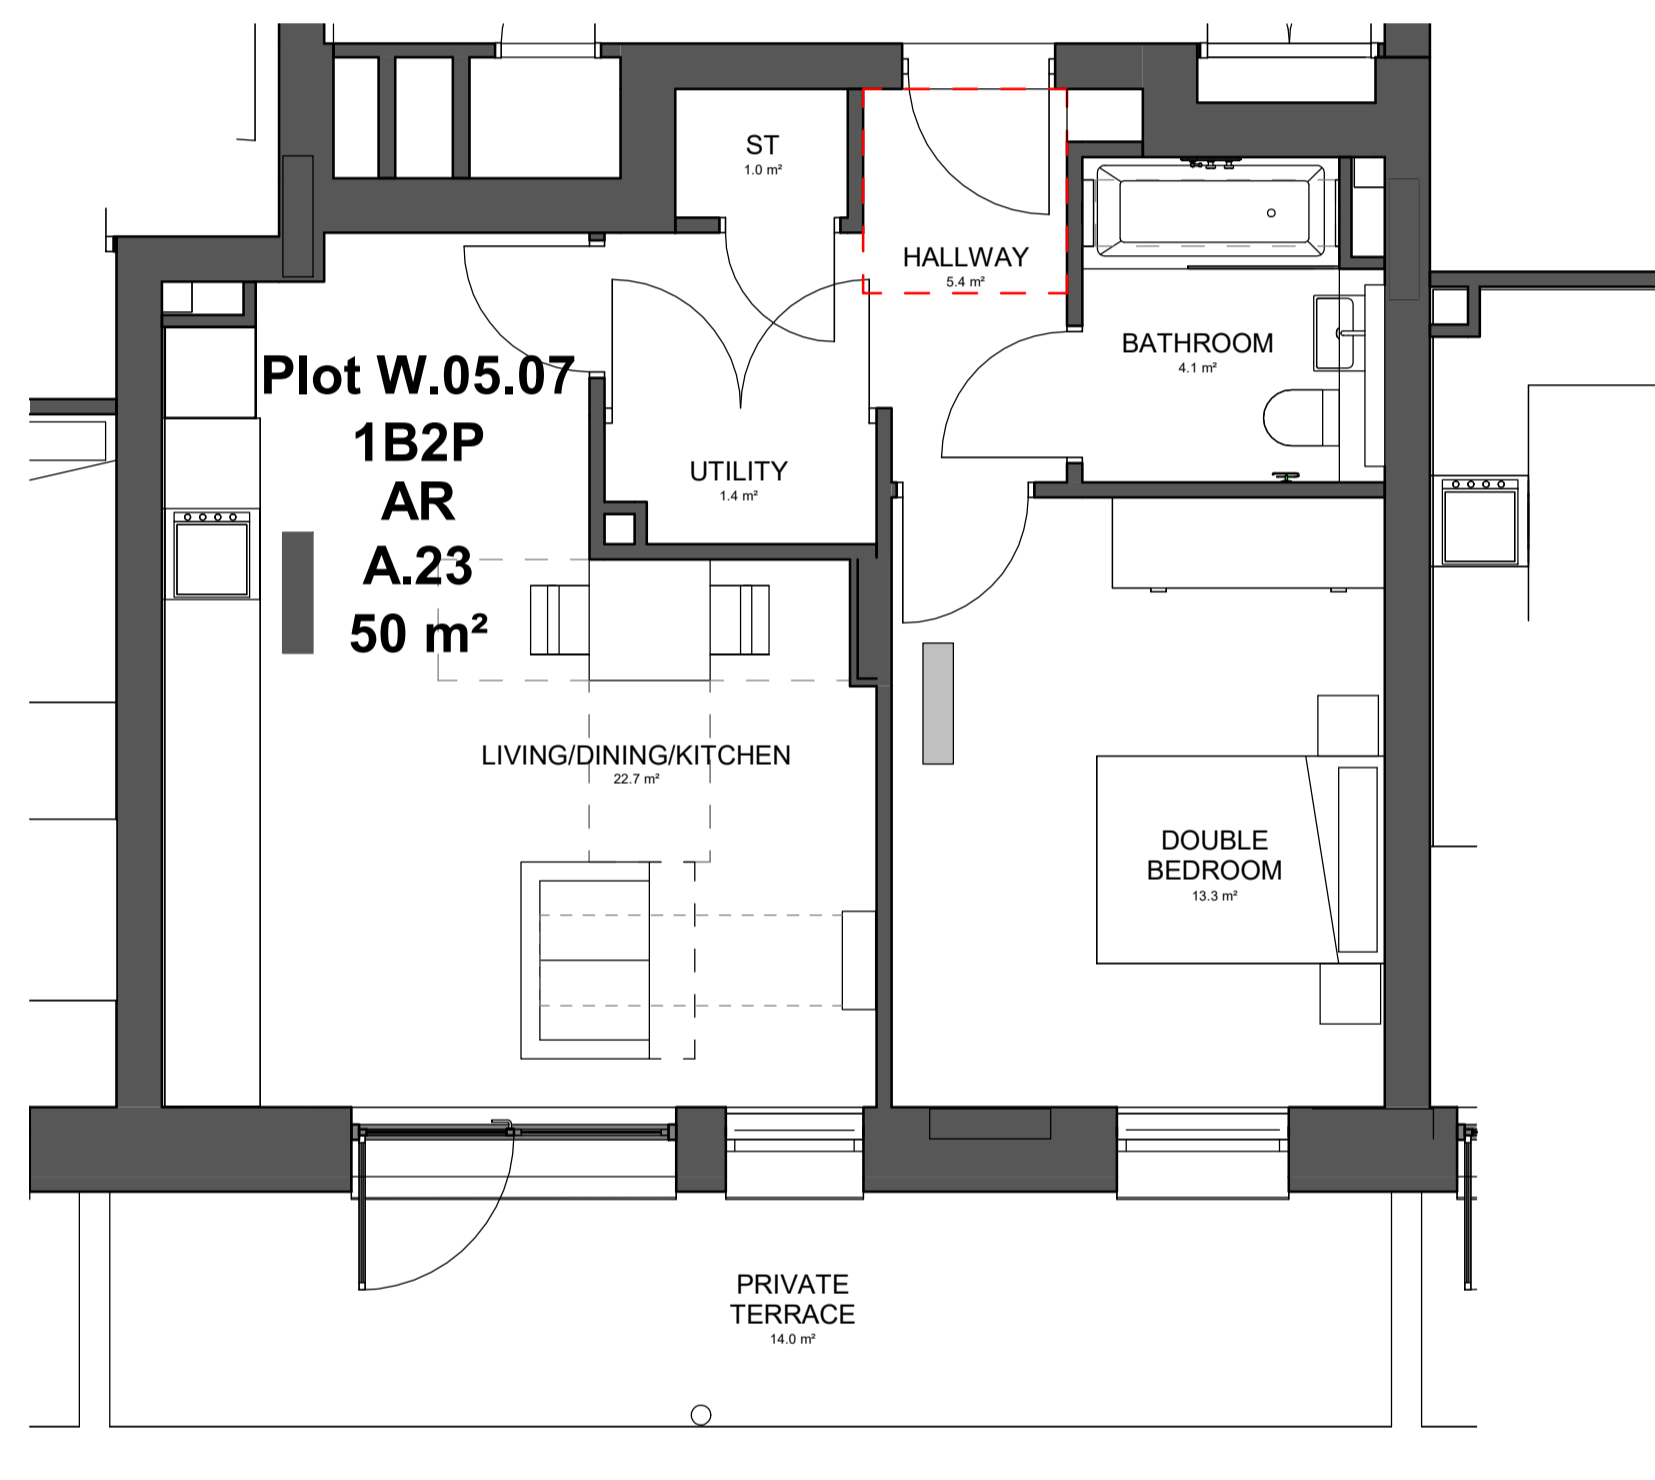 ST
1.0 m²
HALLWAY
5.4 m²
BATHROOM
4.1 m²
Plot W.05.07
1B2P
AR
A.23
50 m²
UTILITY
1.4 m²
LIVING/DINING/KITCHEN
22.7 m²
DOUBLE
BEDROOM
13.3 m²
PRIVATE
TERRACE
14.0 m²